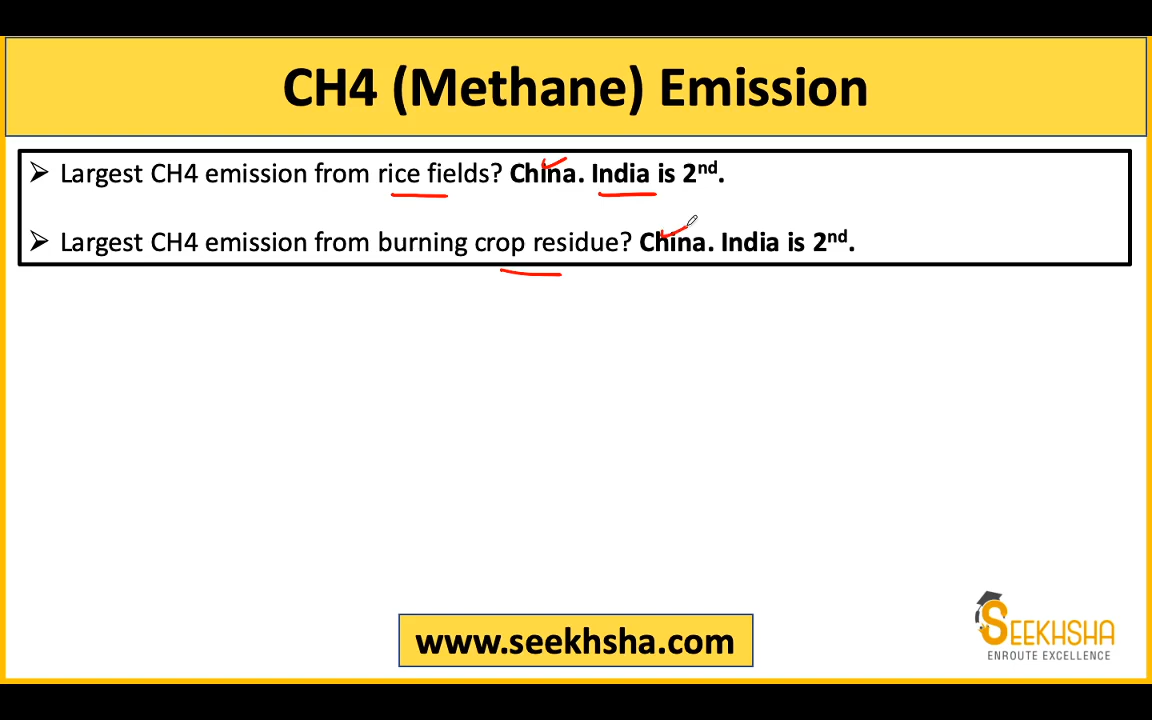 CH4 (Methane) Emission
➢ Largest CH4 emission from rice fields? China. India is 2nd.
➢ Largest CH4 emission from burning crop residue? China. India is 2nd.
www.seekhsha.com
SEEKHSHA
ENROUTE EXCELLENCE